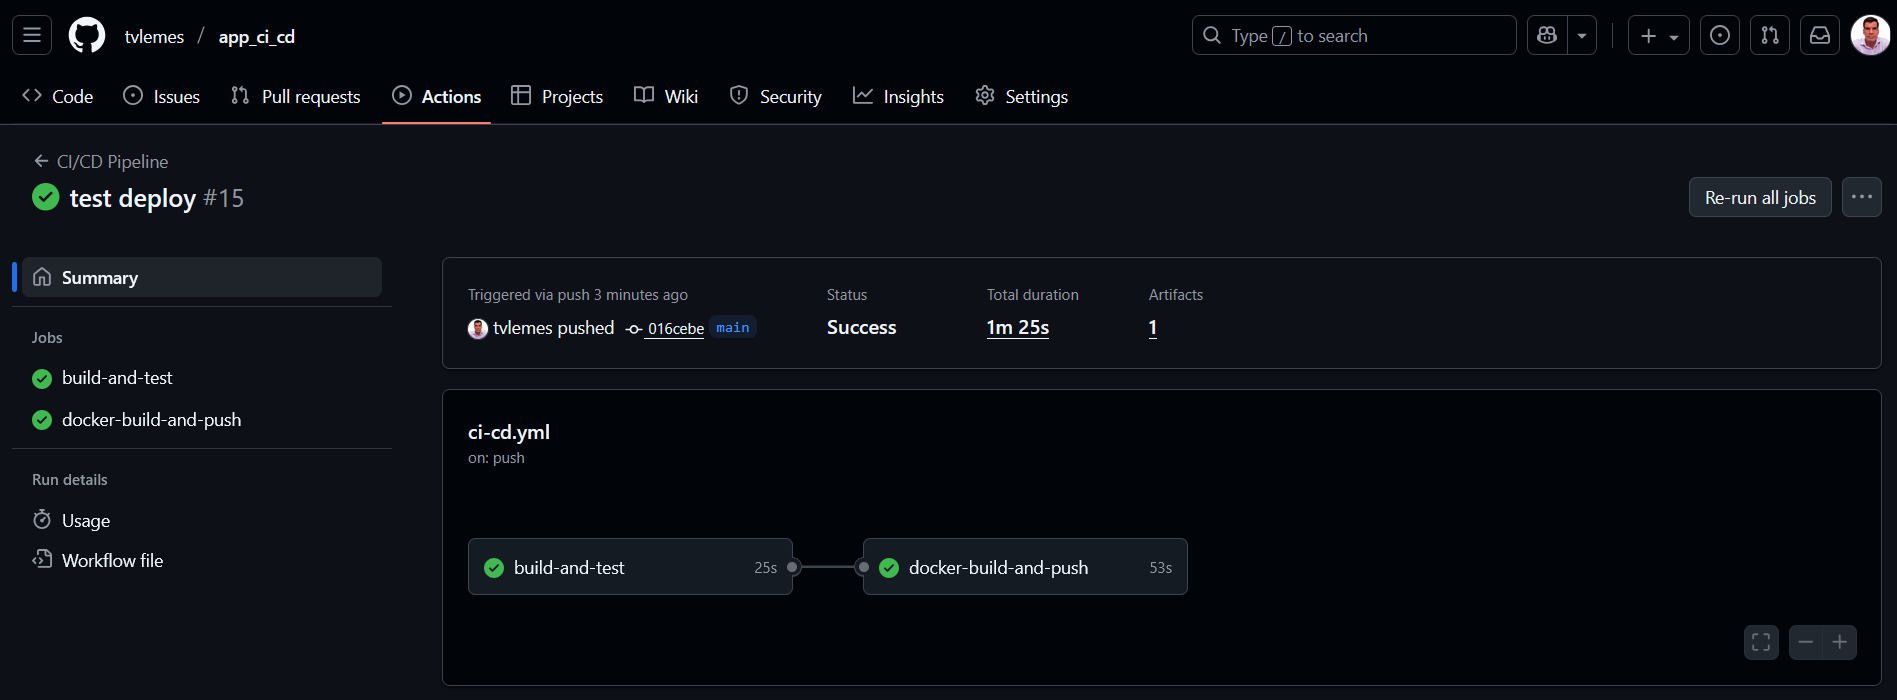 tvlemes / app_ci_cd
Type / to search
Code Issues Pull requests Actions Projects Wiki Security Insights Settings
CI/CD Pipeline
test deploy #15
Re-run all jobs
Summary
Jobs
build-and-test
docker-build-and-push
Run details
Usage
Workflow file
Triggered via push 3 minutes ago
tvlemes pushed 016cebe main
Status
Success
Total duration
1m 25s
Artifacts
1
ci-cd.yml
on: push
build-and-test 25s
docker-build-and-push 53s